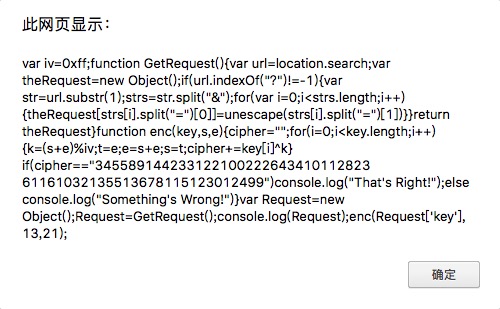 此网页显示：
var iv=0xff;function GetRequest(){var url=location.search;var
theRequest=new Object();if(url.indexOf("?")!=-1){var
str=url.substr(1);strs=str.split("&");for(var i=0;i<strs.length;i++)
{theRequest[strs[i].split("=")[0]]=unescape(strs[i].split("=")[1])}}return
theRequest}function enc(key,s,e){cipher="";for(i=0;i<key.length;i++)
{k=(s+e)%iv;t=e;e=s+e;s=t;cipher+=key[i]^k}
if(cipher=="3455891442331221002226434101128​23
6116103213551367811512301​2499")console.log("That's Right!");else
console.log("Something's Wrong!")}var Request=new
Object();Request=GetRequest();console.log(Request);enc(Request['key'],
13,21);
确定